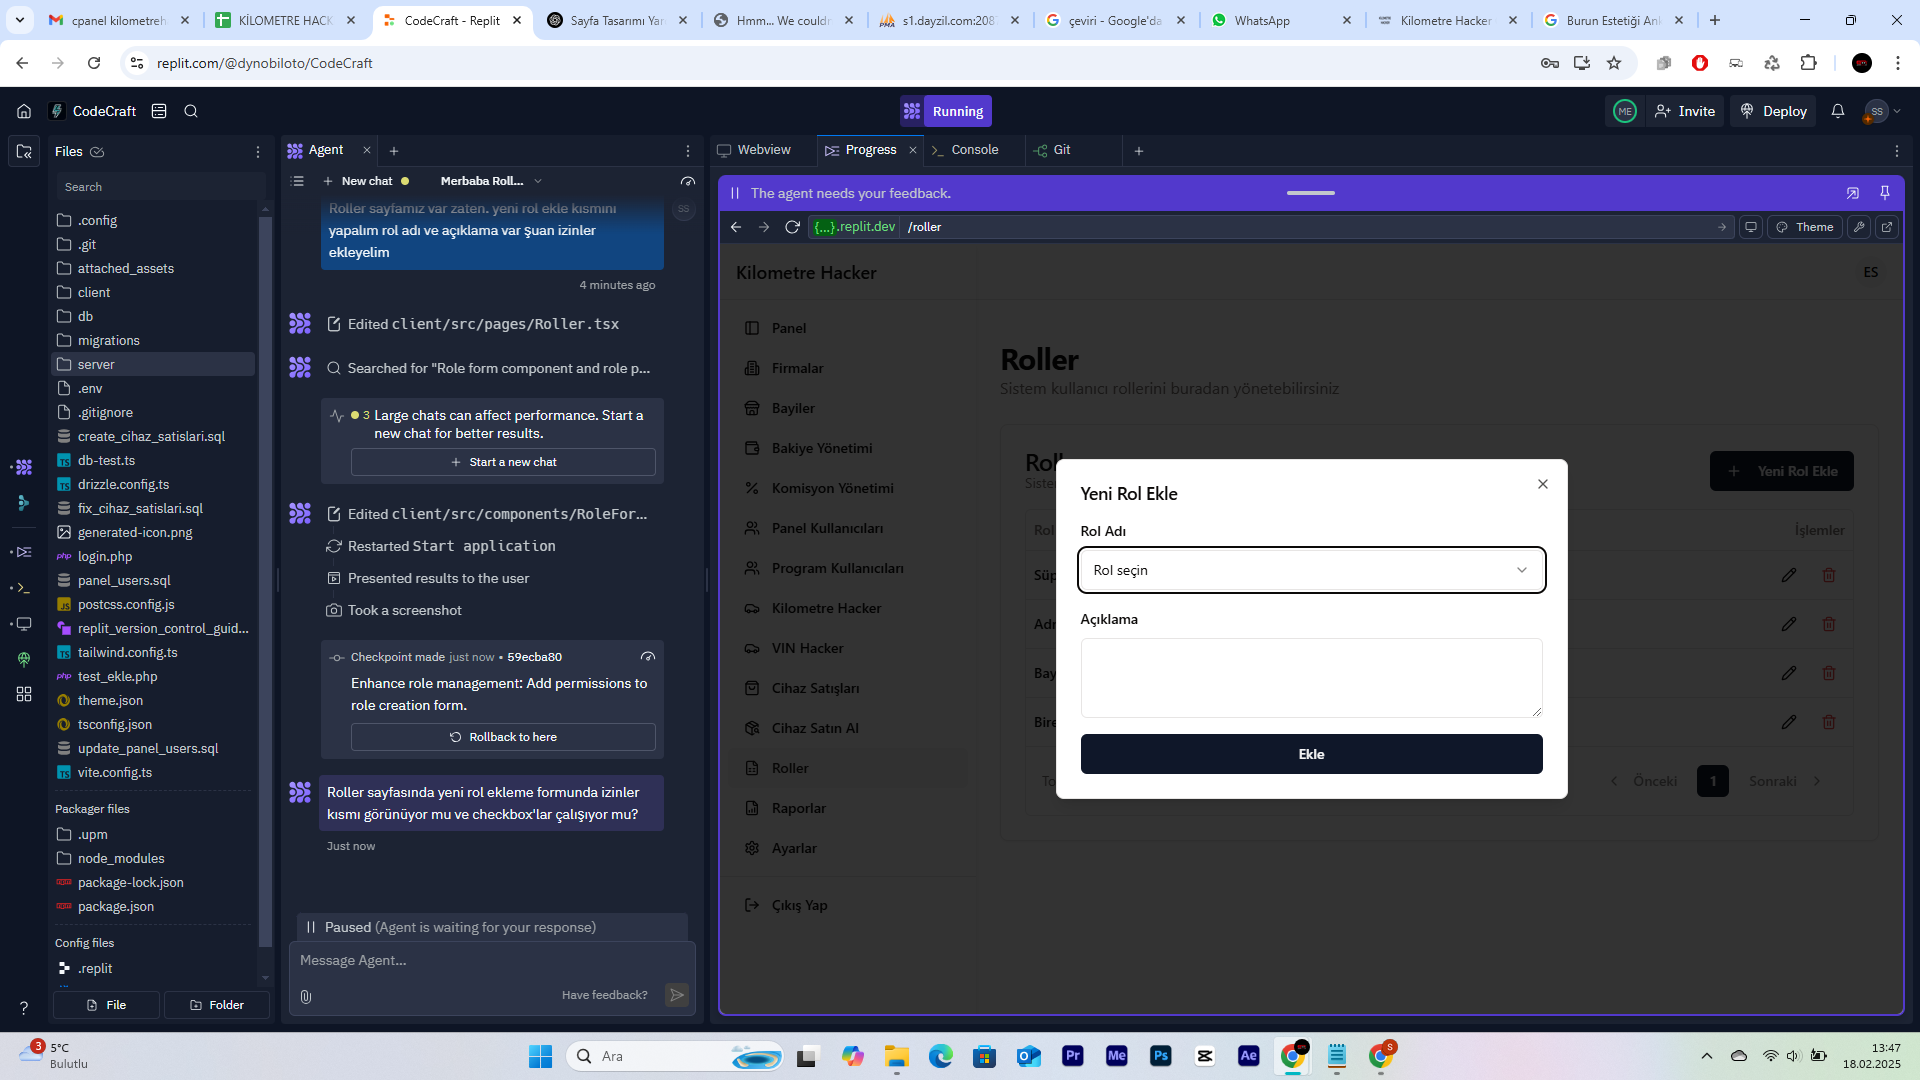 cpanel kilometreh
KİLOMETRE HACK
CodeCraft - Replit
Sayfa Tasarımı Yar
Hmm... We couldn
s1.dayzil.com:208
çeviri - Google'da
WhatsApp
Kilometre Hacker
Burun Estetiği An
replit.com/@dynobiloto/CodeCraft
CodeCraft
Running
ME
Invite
Deploy
SS
Files
Search
.config
.git
attached_assets
client
db
migrations
server
.env
.gitignore
create_cihaz_satislari.sql
db-test.ts
drizzle.config.ts
fix_cihaz_satislari.sql
generated-icon.png
login.php
panel_users.sql
postcss.config.js
replit_version_control_guid...
tailwind.config.ts
test_ekle.php
theme.json
tsconfig.json
update_panel_users.sql
vite.config.ts
Packager files
.upm
node_modules
package-lock.json
package.json
Config files
.replit
File
Folder
Agent
New chat
Merbaba Roll...
Roller sayfamız var zaten. yeni rol ekle kısmını
yapalım rol adı ve açıklama var şuan izinler
ekleyelim
SS
4 minutes ago
Edited client/src/pages/Roller.tsx
Searched for "Role form component and role p...
3 Large chats can affect performance. Start a
new chat for better results.
Start a new chat
Edited client/src/components/RoleFor...
Restarted Start application
Presented results to the user
Took a screenshot
Checkpoint made just now • 59ecba80
Enhance role management: Add permissions to
role creation form.
Rollback to here
Roller sayfasında yeni rol ekleme formunda izinler
kısmı görünüyor mu ve checkbox'lar çalışıyor mu?
Just now
Paused (Agent is waiting for your response)
Message Agent...
Have feedback?
Webview
Progress
Console
Git
The agent needs your feedback.
{...}.replit.dev
/roller
Theme
Kilometre Hacker
ES
Panel
Firmalar
Bayiler
Bakiye Yönetimi
Komisyon Yönetimi
Panel Kullanıcıları
Program Kullanıcıları
Kilometre Hacker
VIN Hacker
Cihaz Satışları
Cihaz Satın Al
Roller
Raporlar
Ayarlar
Çıkış Yap
Roller
Sistem kullanıcı rollerini buradan yönetebilirsiniz
Yeni Rol Ekle
İşlemler
Yeni Rol Ekle
Rol Adı
Rol seçin
Açıklama
Ekle
Önceki
1
Sonraki
3
5°C
Bulutlu
Ara
Pr
Me
Ps
Ae
S
13:47
18.02.2025